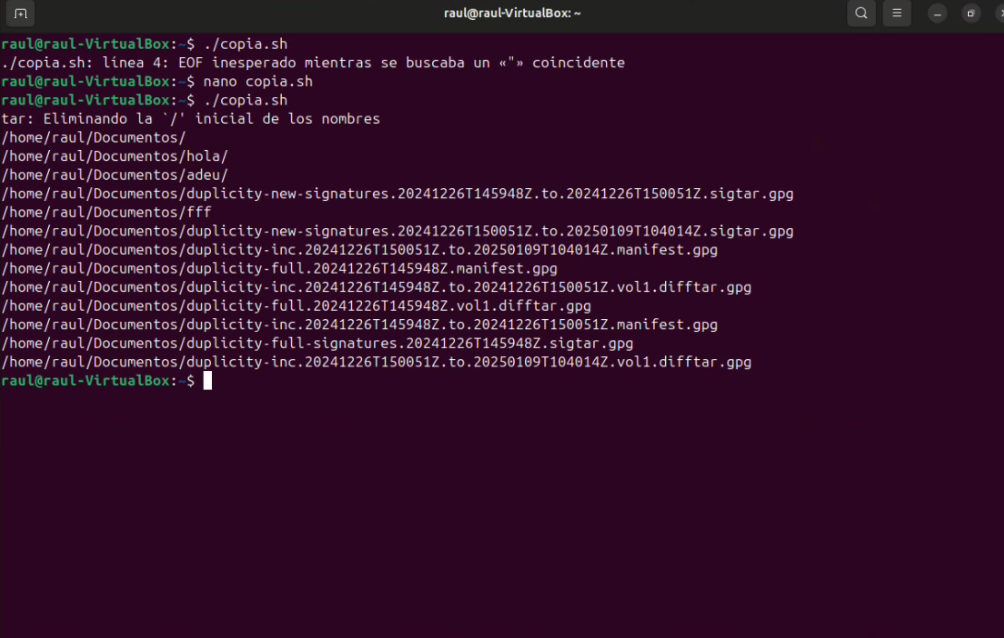 raul@raul-VirtualBox: ~
raul@raul-VirtualBox:~$ ./copia.sh
./copia.sh: línea 4: EOF inesperado mientras se buscaba un «"» coincidente
raul@raul-VirtualBox:~$ nano copia.sh
raul@raul-VirtualBox:~$ ./copia.sh
tar: Eliminando la `/' inicial de los nombres
/home/raul/Documentos/
/home/raul/Documentos/hola/
/home/raul/Documentos/adeu/
/home/raul/Documentos/duplicity-new-signatures.20241226T145948Z.to.20241226T150051Z.sigtar.gpg
/home/raul/Documentos/fff
/home/raul/Documentos/duplicity-new-signatures.20241226T150051Z.to.20250109T104014Z.sigtar.gpg
/home/raul/Documentos/duplicity-inc.20241226T150051Z.to.20250109T104014Z.manifest.gpg
/home/raul/Documentos/duplicity-full.20241226T145948Z.manifest.gpg
/home/raul/Documentos/duplicity-inc.20241226T145948Z.to.20241226T150051Z.vol1.difftar.gpg
/home/raul/Documentos/duplicity-full.20241226T145948Z.vol1.difftar.gpg
/home/raul/Documentos/duplicity-inc.20241226T145948Z.to.20241226T150051Z.manifest.gpg
/home/raul/Documentos/duplicity-full-signatures.20241226T145948Z.sigtar.gpg
/home/raul/Documentos/duplicity-inc.20241226T150051Z.to.20250109T104014Z.vol1.difftar.gpg
raul@raul-VirtualBox:~$